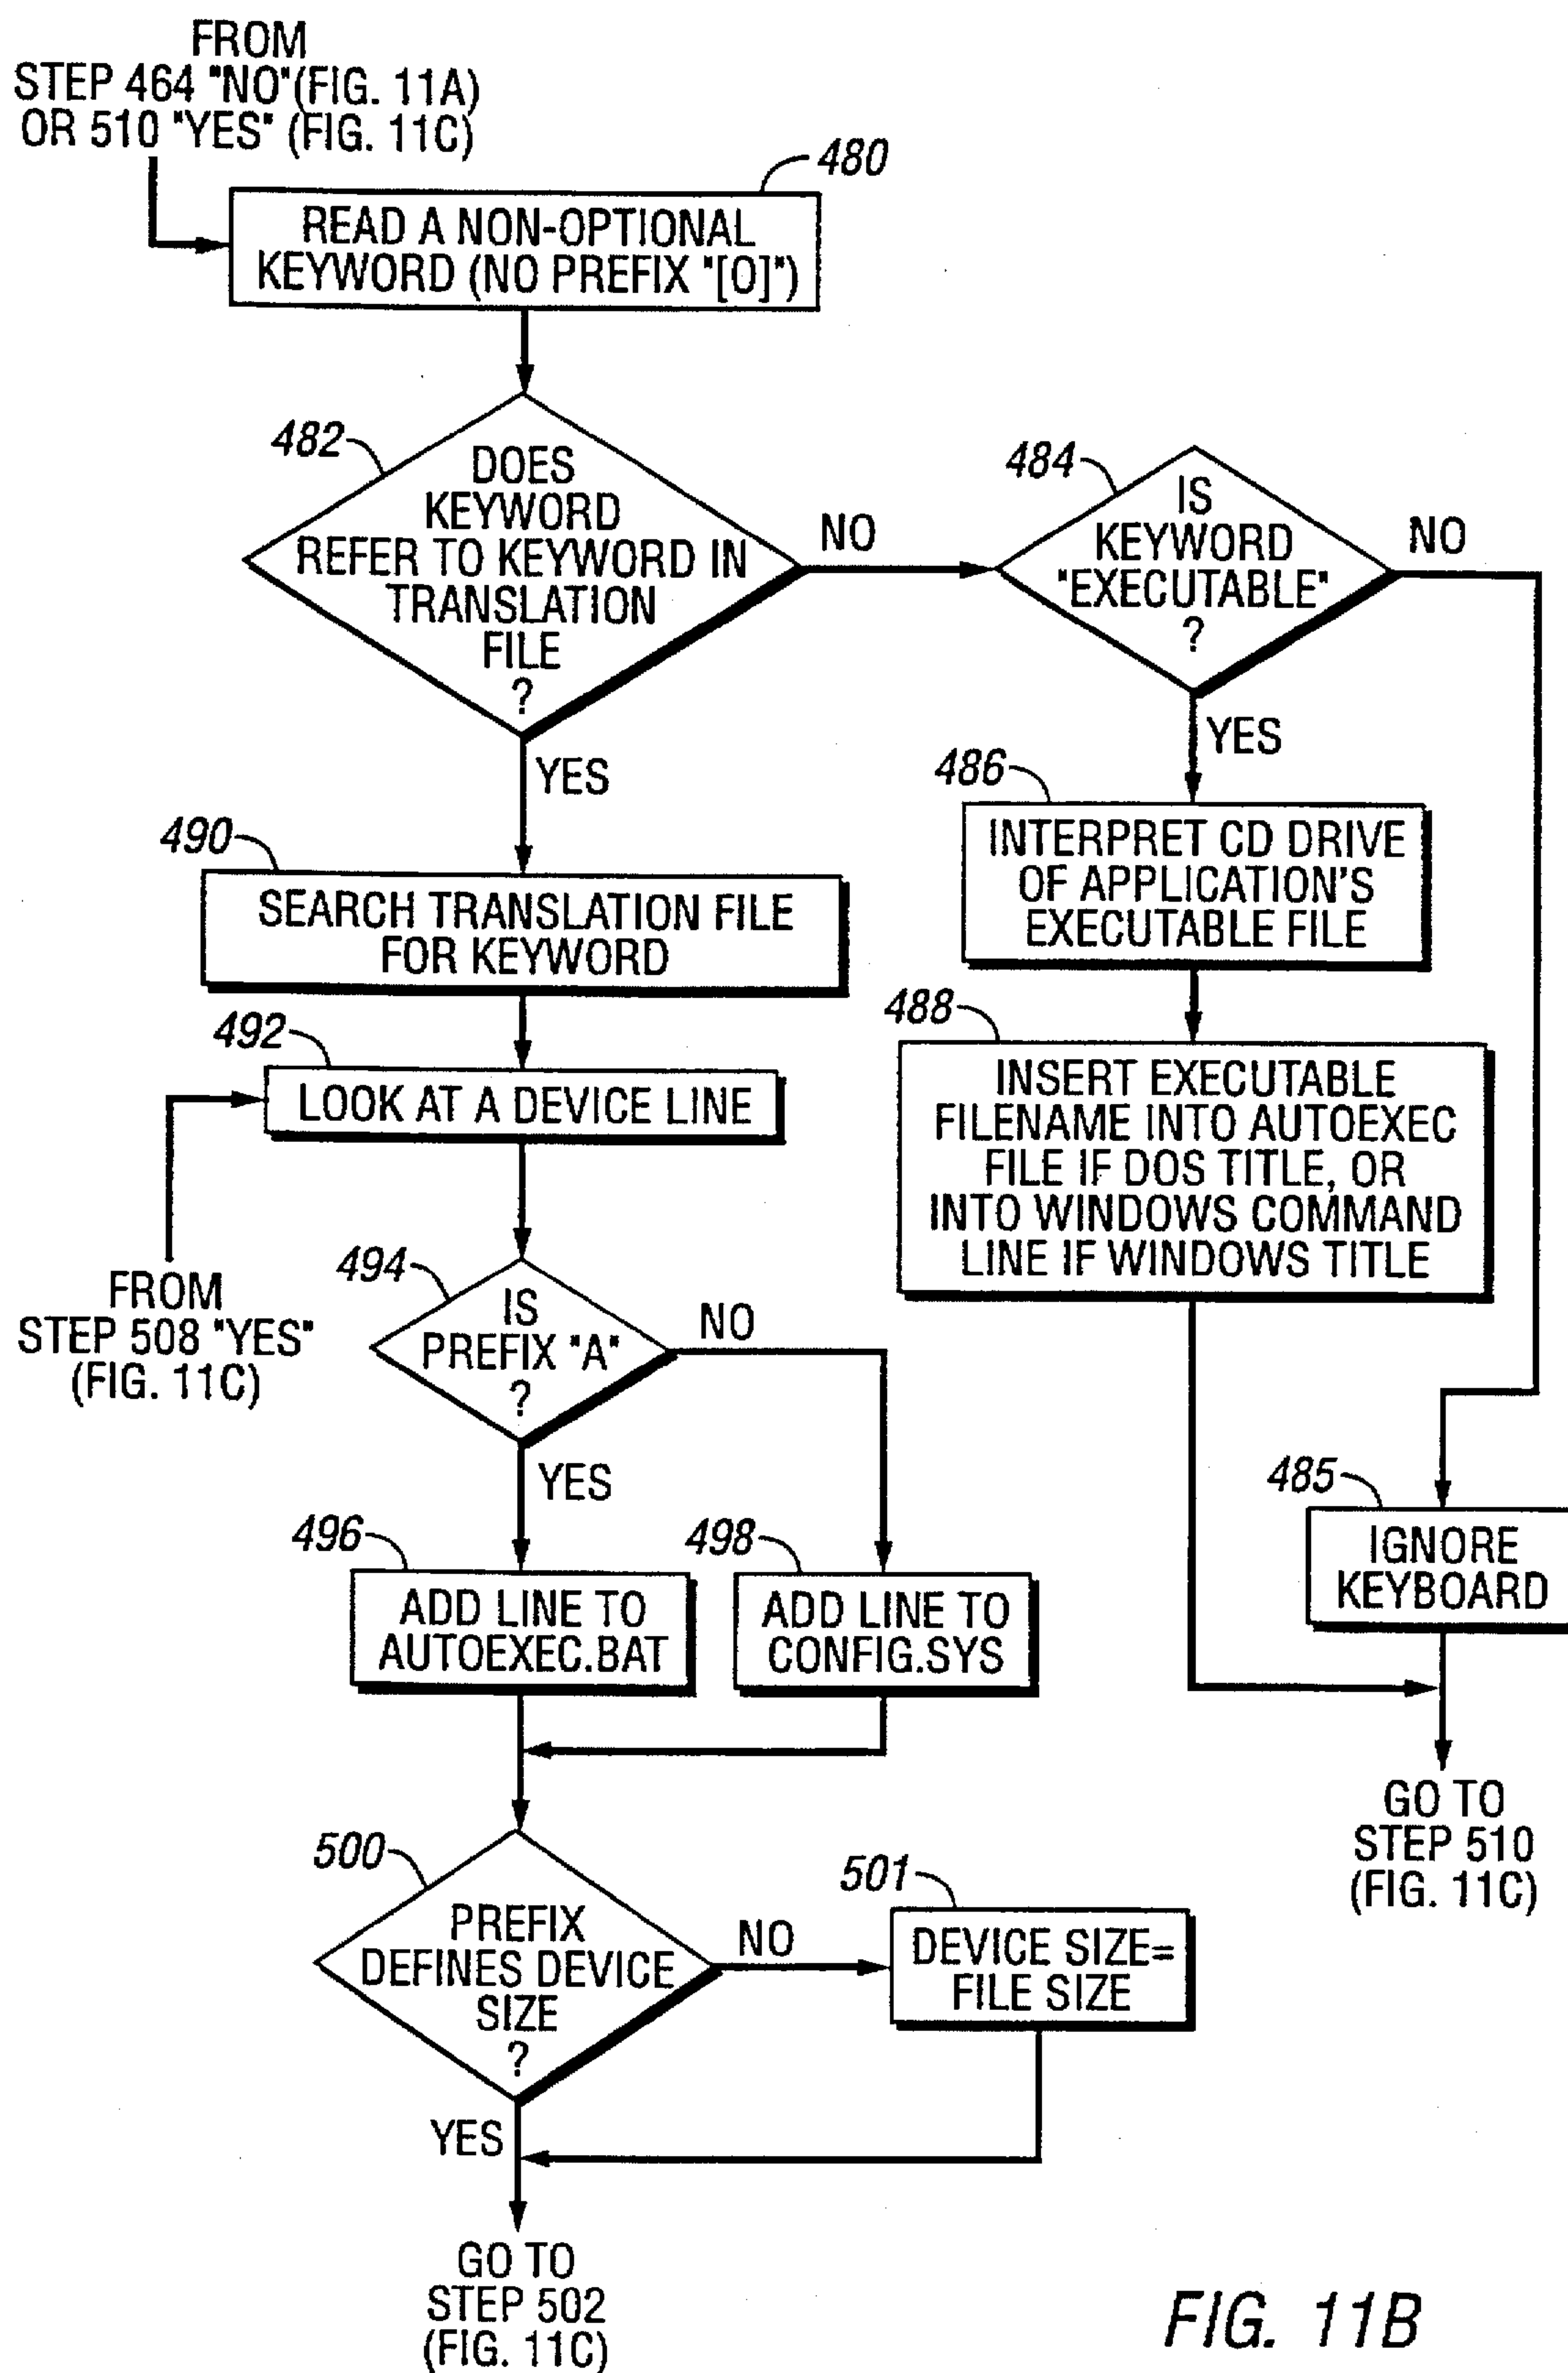 FROM
STEP 464 "NO"(FIG. 11A)
OR 510 "YES" (FIG. 11C)
480
READ A NON-OPTIONAL
KEYWORD (NO PREFIX "[O]")
482
DOES
KEYWORD
REFER TO KEYWORD IN
TRANSLATION
FILE
?
NO
YES
484
IS
KEYWORD
"EXECUTABLE"
?
NO
YES
486
INTERPRET CD DRIVE
OF APPLICATION'S
EXECUTABLE FILE
488
INSERT EXECUTABLE
FILENAME INTO AUTOEXEC
FILE IF DOS TITLE, OR
INTO WINDOWS COMMAND
LINE IF WINDOWS TITLE
490
SEARCH TRANSLATION FILE
FOR KEYWORD
492
LOOK AT A DEVICE LINE
FROM
STEP 508 "YES"
(FIG. 11C)
494
IS
PREFIX "A"
?
NO
YES
496
ADD LINE TO
AUTOEXEC.BAT
498
ADD LINE TO
CONFIG.SYS
485
IGNORE
KEYBOARD
GO TO
STEP 510
(FIG. 11C)
500
PREFIX
DEFINES DEVICE
SIZE
?
NO
YES
501
DEVICE SIZE=
FILE SIZE
GO TO
STEP 502
(FIG. 11C)
FIG. 11B